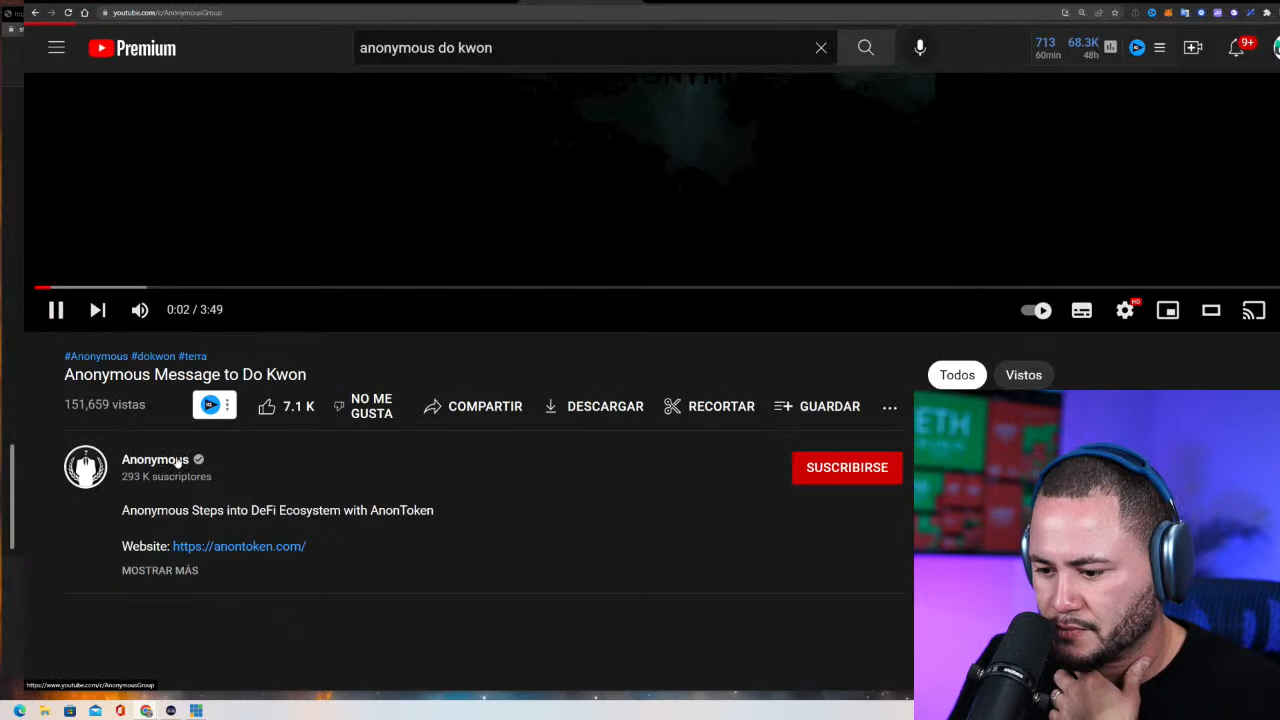 youtube.com/c/AnonymousGroup
Premium
anonymous do kwon
713
60min
68.3K
48h
9+
0:02 / 3:49
HD
#Anonymous #dokwon #terra
Anonymous Message to Do Kwon
151,659 vistas
7.1 K
NO ME
GUSTA
COMPARTIR
DESCARGAR
RECORTAR
GUARDAR
Todos
Vistos
Anonymous
293 K suscriptores
SUSCRIBIRSE
Anonymous Steps into DeFi Ecosystem with AnonToken
Website: https://anontoken.com/
MOSTRAR MÁS
ETH
https://www.youtube.com/c/AnonymousGroup